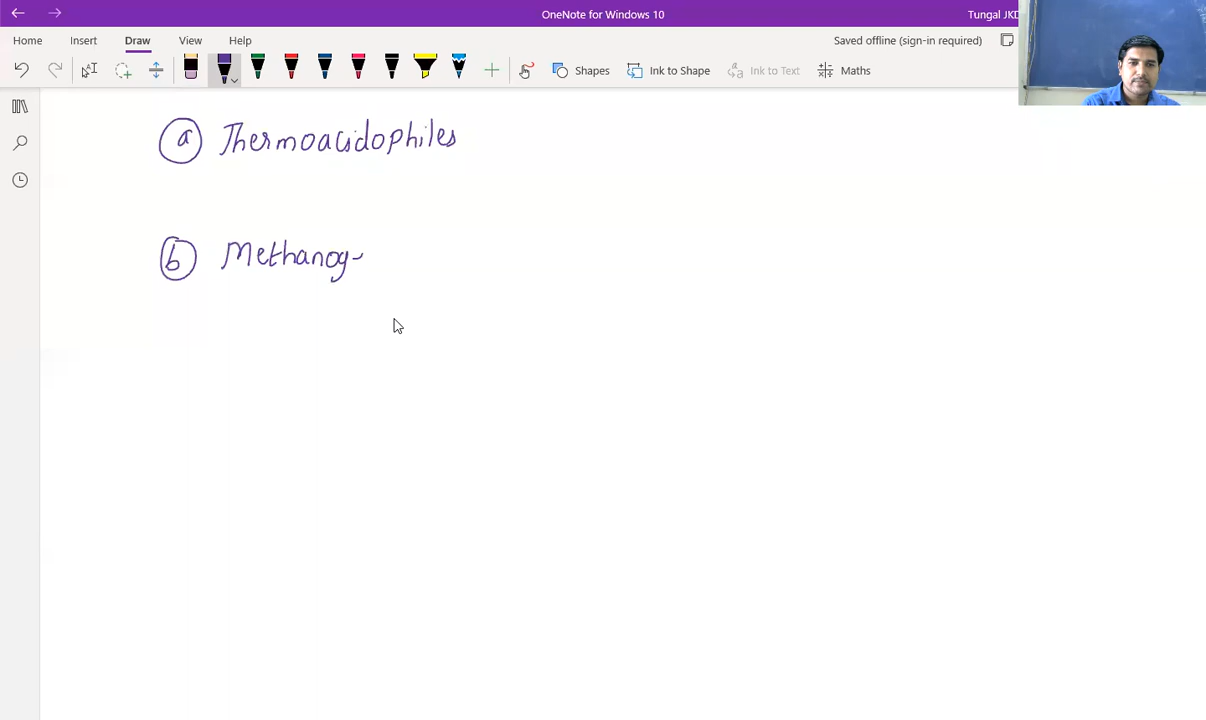 OneNote for Windows 10
Tungal JKD
Home Insert Draw View Help
Saved offline (sign-in required)
Shapes Ink to Shape Ink to Text Maths
a Thermoacidophiles
b Methanog